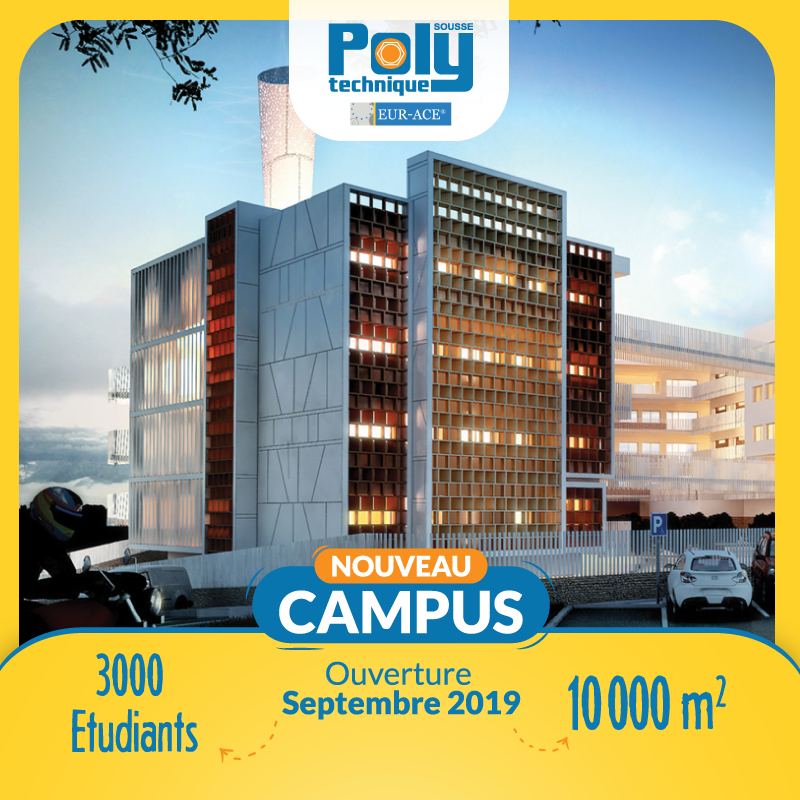 SOUSSE
Poly
technique
EUR-ACE®
P
NOUVEAU
CAMPUS
Ouverture
Septembre 2019
3000
Etudiants
10 000 m²